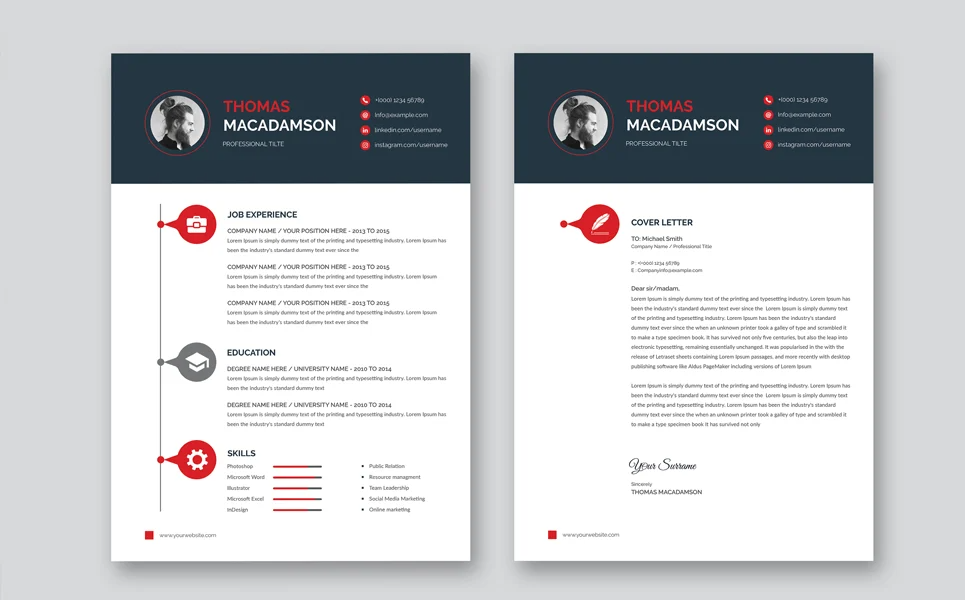 THOMAS
MACADAMSON
PROFESSIONAL TILTE
+(000) 1234 56789
Info@example.com
linkedin.com/username
instagram.com/username
JOB EXPERIENCE
COMPANY NAME / YOUR POSITION HERE - 2013 TO 2015
Lorem Ipsum is simply dummy text of the printing and typesetting industry. Lorem Ipsum has
been the industry's standard dummy text ever since the
COMPANY NAME / YOUR POSITION HERE - 2013 TO 2015
Lorem Ipsum is simply dummy text of the printing and typesetting industry. Lorem Ipsum
has been the industry's standard dummy text ever since the
COMPANY NAME / YOUR POSITION HERE - 2013 TO 2015
Lorem Ipsum is simply dummy text of the printing and typesetting industry. Lorem Ipsum
has been the industry's standard dummy text ever since the
EDUCATION
DEGREE NAME HERE / UNIVERSITY NAME - 2010 TO 2014
Lorem Ipsum is simply dummy text of the printing and typesetting industry. Lorem Ipsum has
been the industry's standard dummy text
DEGREE NAME HERE / UNIVERSITY NAME - 2010 TO 2014
Lorem Ipsum is simply dummy text of the printing and typesetting industry. Lorem Ipsum has
been the industry's standard dummy text
SKILLS
Photoshop
Microsoft Word
Illustrator
Microsoft Excel
InDesign
• Public Relation
• Resource managment
• Team Leadership
• Social Media Marketing
• Online marketing
www.yourwebsite.com
THOMAS
MACADAMSON
PROFESSIONAL TILTE
+(000) 1234 56789
Info@example.com
linkedin.com/username
instagram.com/username
COVER LETTER
TO: Michael Smith
Company Name / Professional Title
P : +(000) 1234 56789
E : Companyinfo@example.com
Dear sir/madam,
Lorem Ipsum is simply dummy text of the printing and typesetting industry. Lorem Ipsum has
been the industry's standard dummy text ever since the Lorem Ipsum is simply dummy text
of the printing and typesetting industry. Lorem Ipsum has been the industry's standard
dummy text ever since the when an unknown printer took a galley of type and scrambled it
to make a type specimen book. It has survived not only five centuries, but also the leap into
electronic typesetting, remaining essentially unchanged. It was popularised in the with the
release of Letraset sheets containing Lorem Ipsum passages, and more recently with desktop
publishing software like Aldus PageMaker including versions of Lorem Ipsum
Lorem Ipsum is simply dummy text of the printing and typesetting industry. Lorem Ipsum has
been the industry's standard dummy text ever since the Lorem Ipsum is simply dummy text
of the printing and typesetting industry. Lorem Ipsum has been the industry's standard
dummy text ever since the when an unknown printer took a galley of type and scrambled it
to make a type specimen book It has survived not only
Your Surname
Sincerely
THOMAS MACADAMSON
www.yourwebsite.com